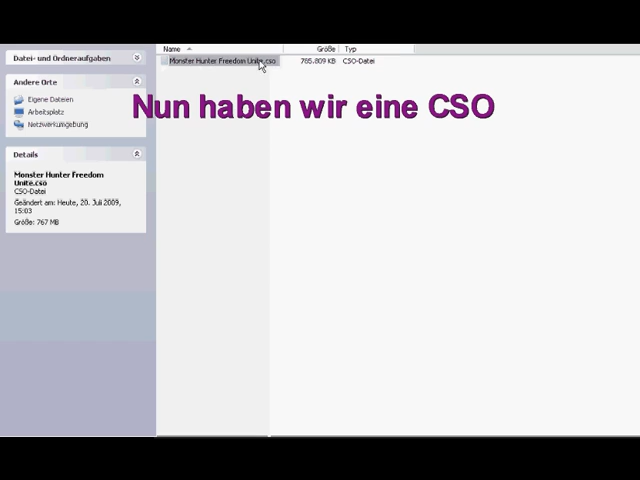 Datei- und Ordneraufgaben
Andere Orte
Eigene Dateien
Arbeitsplatz
Netzwerkumgebung
Details
Monster Hunter Freedom
Unite.cso
CSO-Datei
Geändert am: Heute, 20. Juli 2009,
15:03
Größe: 767 MB
Name Größe Typ
Monster Hunter Freedom Unite.cso 785.809 KB CSO-Datei
Nun haben wir eine CSO